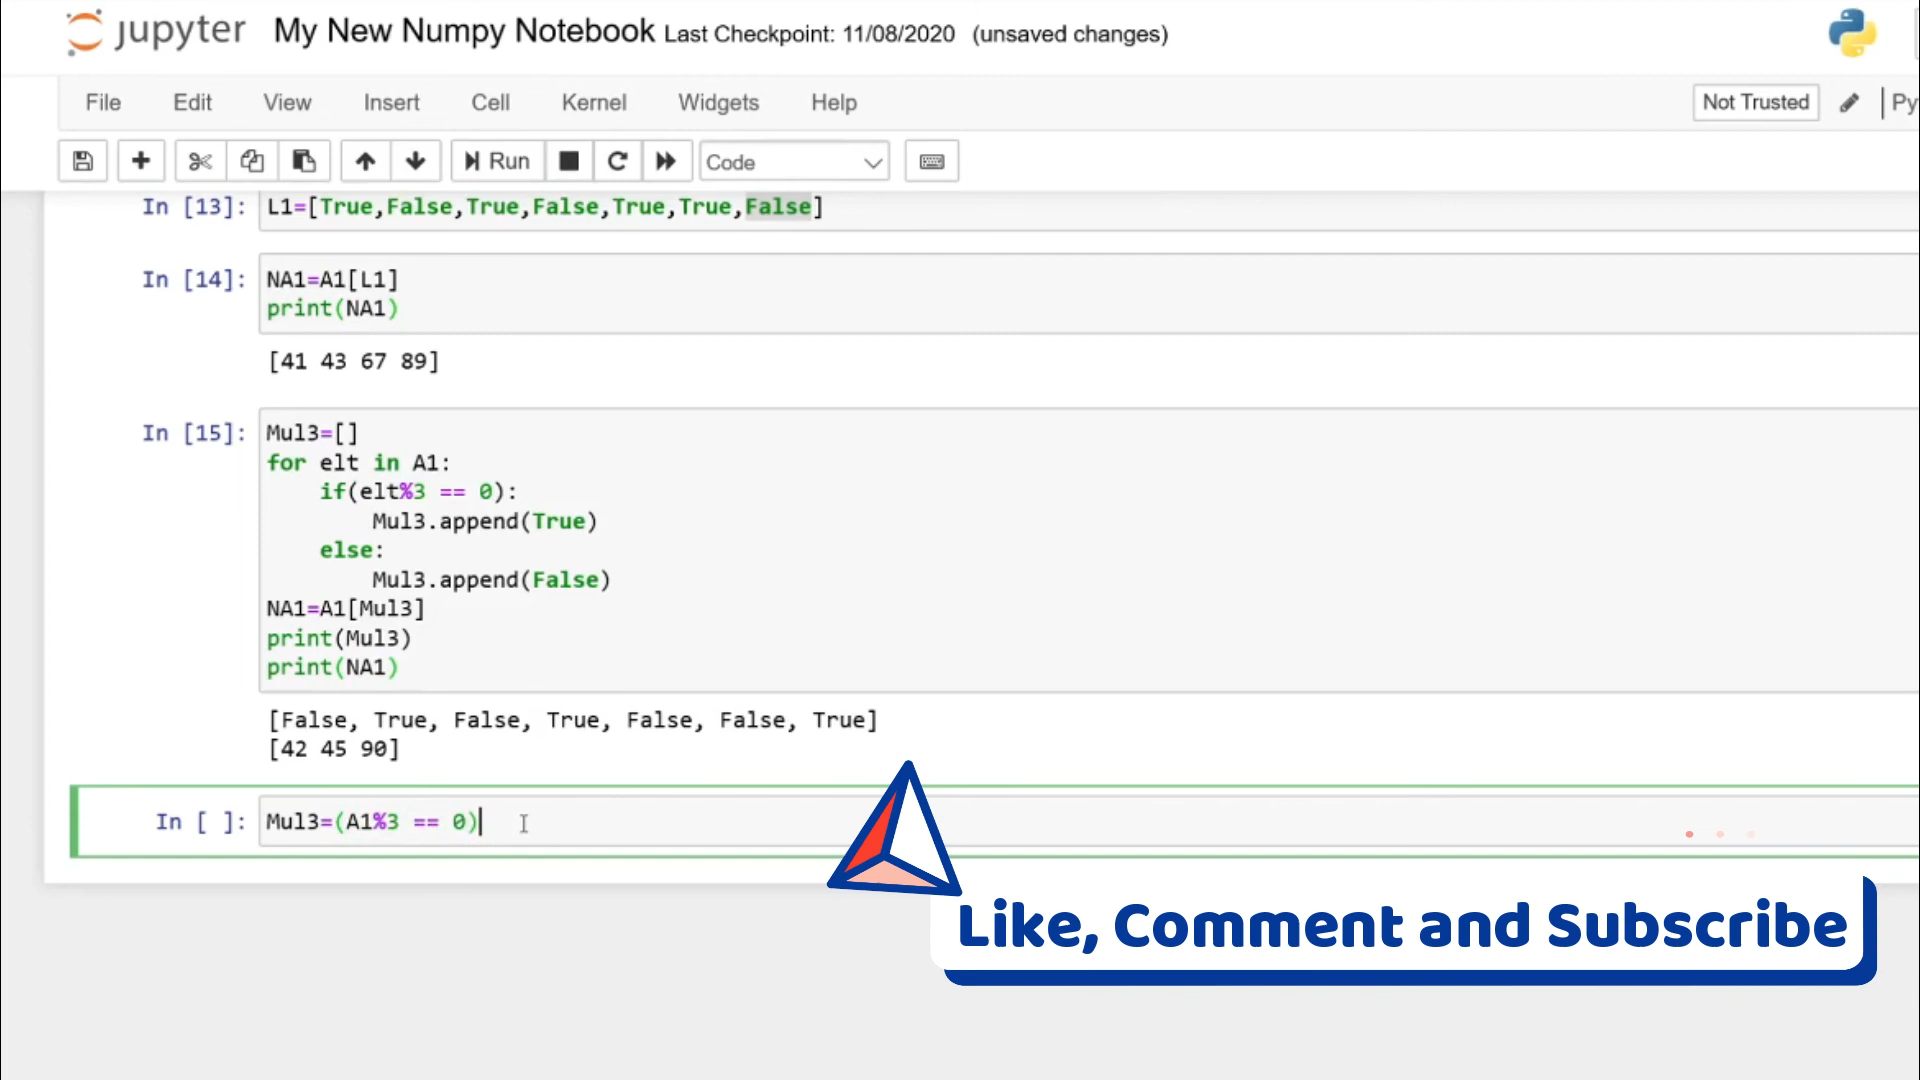 jupyter My New Numpy Notebook Last Checkpoint: 11/08/2020 (unsaved changes)
File Edit View Insert Cell Kernel Widgets Help Not Trusted Py
Run Code
In [13]: L1=[True,False,True,False,True,True,False]
In [14]: NA1=A1[L1]
print(NA1)
[41 43 67 89]
In [15]: Mul3=[]
for elt in A1:
    if(elt%3 == 0):
        Mul3.append(True)
    else:
        Mul3.append(False)
NA1=A1[Mul3]
print(Mul3)
print(NA1)
[False, True, False, True, False, False, True]
[42 45 90]
In [ ]: Mul3=(A1%3 == 0)
Like, Comment and Subscribe